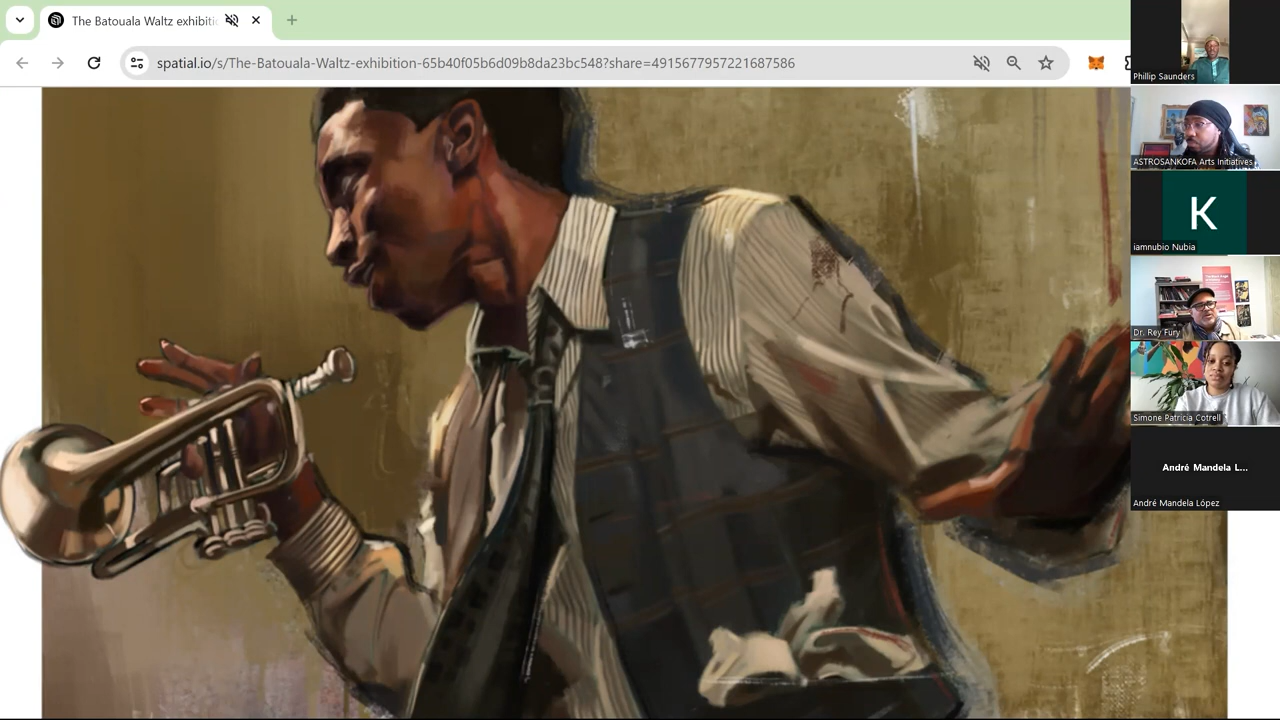 The Batouala Waltz exhibiti
spatial.io/s/The-Batouala-Waltz-exhibition-65b40f050bd09b8da23bc548?share=4915677957221687586
Phillip Saunders
ASTROSANKOFA Arts Initiatives
K
iamnubio Nubia
Dr. Rey Fury
Simone Patricia Cotrell
André Mandela L...
André Mandela López